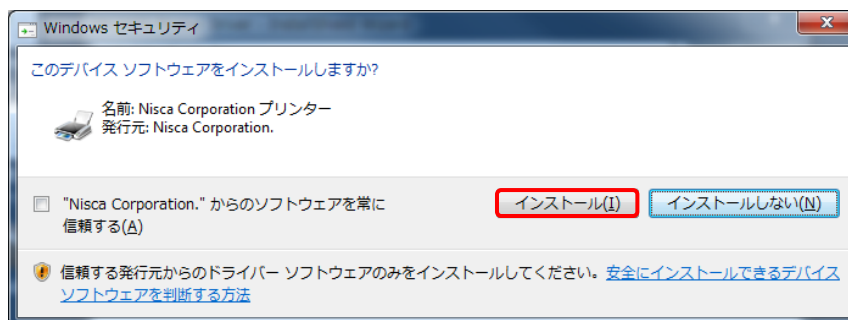 Windows セキュリティ
このデバイス ソフトウェアをインストールしますか?
名前: Nisca Corporation プリンター
発行元: Nisca Corporation.
"Nisca Corporation." からのソフトウェアを常に
信頼する(A)
インストール(I)
インストールしない(N)
信頼する発行元からのドライバー ソフトウェアのみをインストールしてください。安全にインストールできるデバイス
ソフトウェアを判断する方法